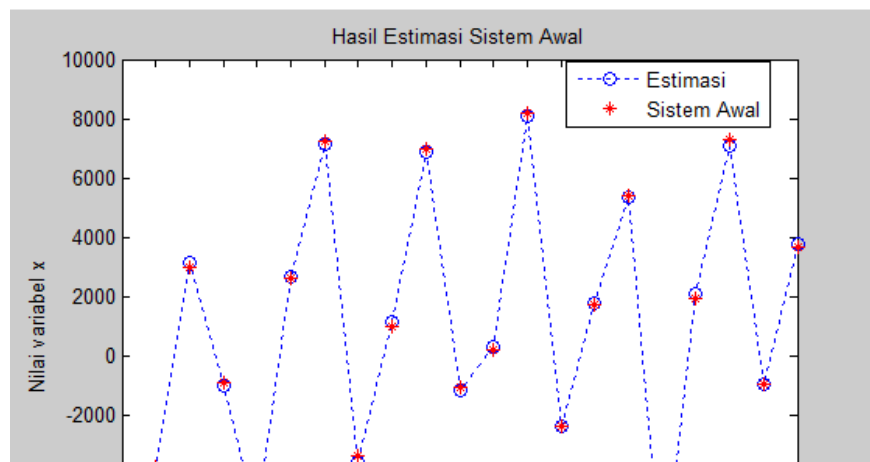 Hasil Estimasi Sistem Awal
10000
Estimasi
8000
Sistem Awal
6000
4000
2000
0
-2000
Nilai variabel x